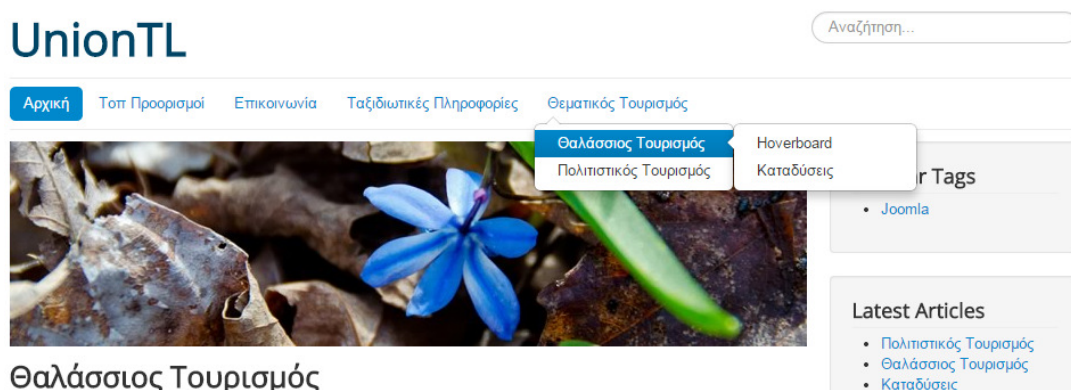 UnionTL
Αναζήτηση...
Αρχική Τοπ Προορισμοί Επικοινωνία Ταξιδιωτικές Πληροφορίες Θεματικός Τουρισμός
Θαλάσσιος Τουρισμός
Πολιτιστικός Τουρισμός
Hoverboard
Καταδύσεις
Tags
Joomla
Latest Articles
Πολιτιστικός Τουρισμός
Θαλάσσιος Τουρισμός
Καταδύσεις
Θαλάσσιος Τουρισμός